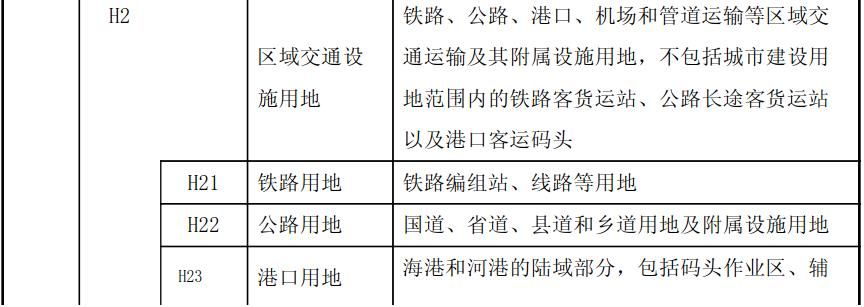 H2
区域交通设
施用地
铁路、公路、港口、机场和管道运输等区域交
通运输及其附属设施用地，不包括城市建设用
地范围内的铁路客货运站、公路长途客货运站
以及港口客运码头
H21 铁路用地 铁路编组站、线路等用地
H22 公路用地 国道、省道、县道和乡道用地及附属设施用地
H23 港口用地 海港和河港的陆域部分，包括码头作业区、辅